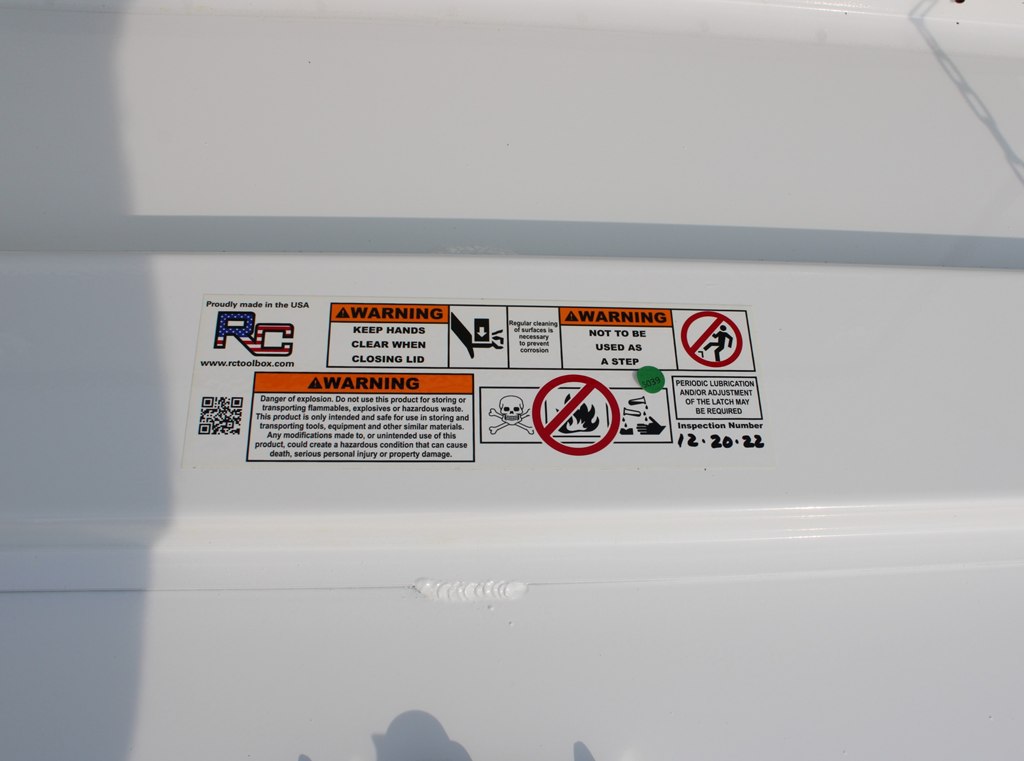 Proudly made in the USA
RC
www.rctoolbox.com
WARNING
KEEP HANDS
CLEAR WHEN
CLOSING LID
Regular cleaning
of surfaces is
necessary
to prevent
corrosion
WARNING
NOT TO BE
USED AS
A STEP
WARNING
Danger of explosion. Do not use this product for storing or
transporting flammables, explosives or hazardous waste.
This product is only intended and safe for use in storing and
transporting tools, equipment and other similar materials.
Any modifications made to, or unintended use of this
product, could create a hazardous condition that can cause
death, serious personal injury or property damage.
5039
PERIODIC LUBRICATION
AND/OR ADJUSTMENT
OF THE LATCH MAY
BE REQUIRED
Inspection Number
12.20.22